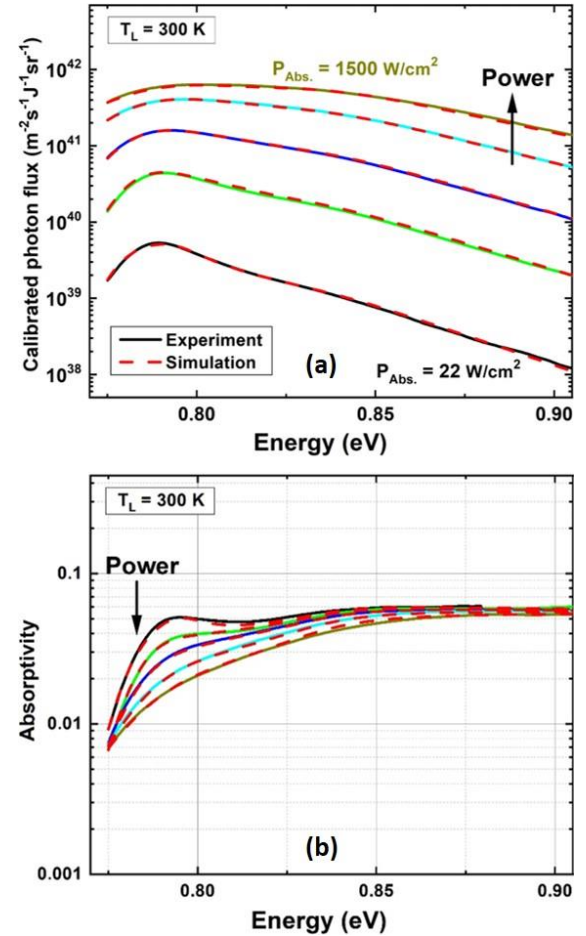 T_L = 300 K
Calibrated photon flux (m⁻²s⁻¹J⁻¹sr⁻¹)
10⁴²
10⁴¹
10⁴⁰
10³⁹
10³⁸
P_Abs. = 1500 W/cm²
Power
Experiment
Simulation
(a)
P_Abs. = 22 W/cm²
0.80
0.85
0.90
Energy (eV)
T_L = 300 K
Power
Absorptivity
0.1
0.01
0.001
(b)
0.80
0.85
0.90
Energy (eV)